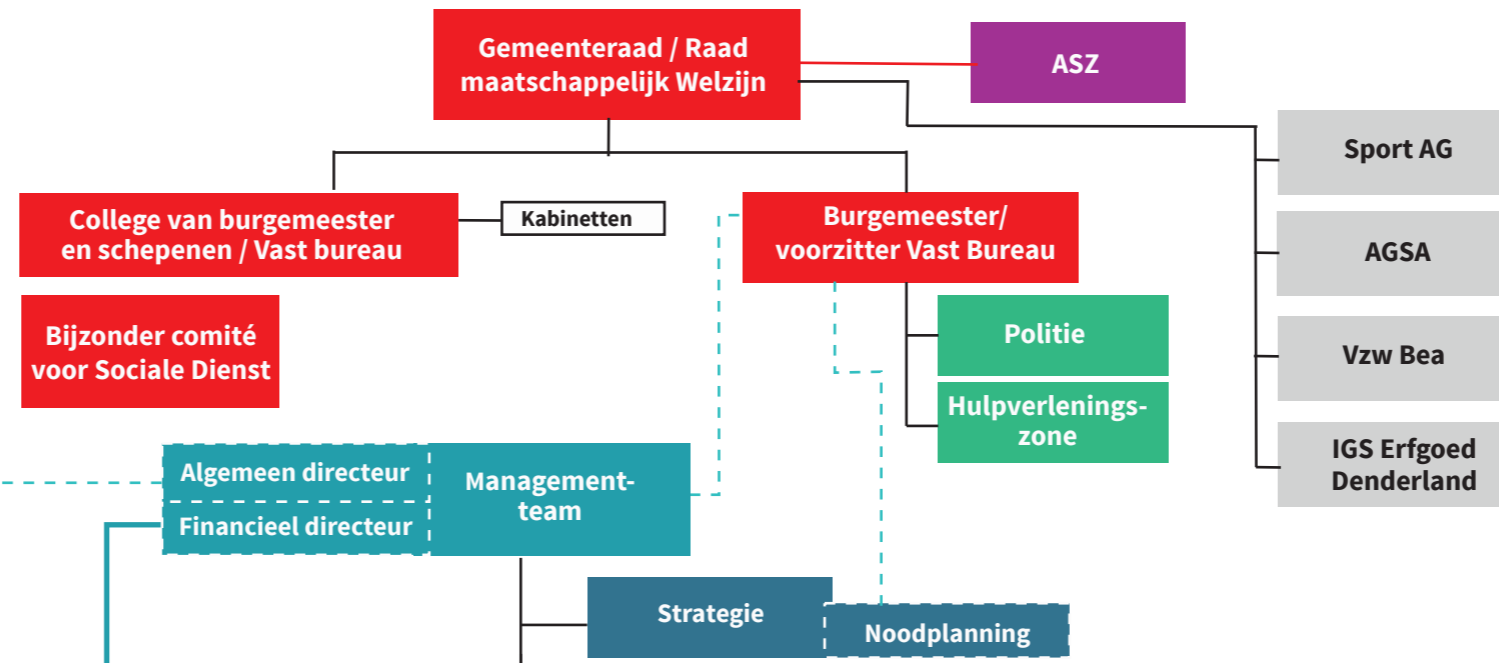 Gemeenteraad / Raad
maatschappelijk Welzijn
ASZ
Sport AG
College van burgemeester
en schepenen / Vast bureau
Kabinetten
Burgemeester/
voorzitter Vast Bureau
AGSA
Bijzonder comité
voor Sociale Dienst
Politie
Vzw Bea
Hulpverlenings-
zone
IGS Erfgoed
Denderland
Algemeen directeur
Financieel directeur
Management-
team
Strategie
Noodplanning